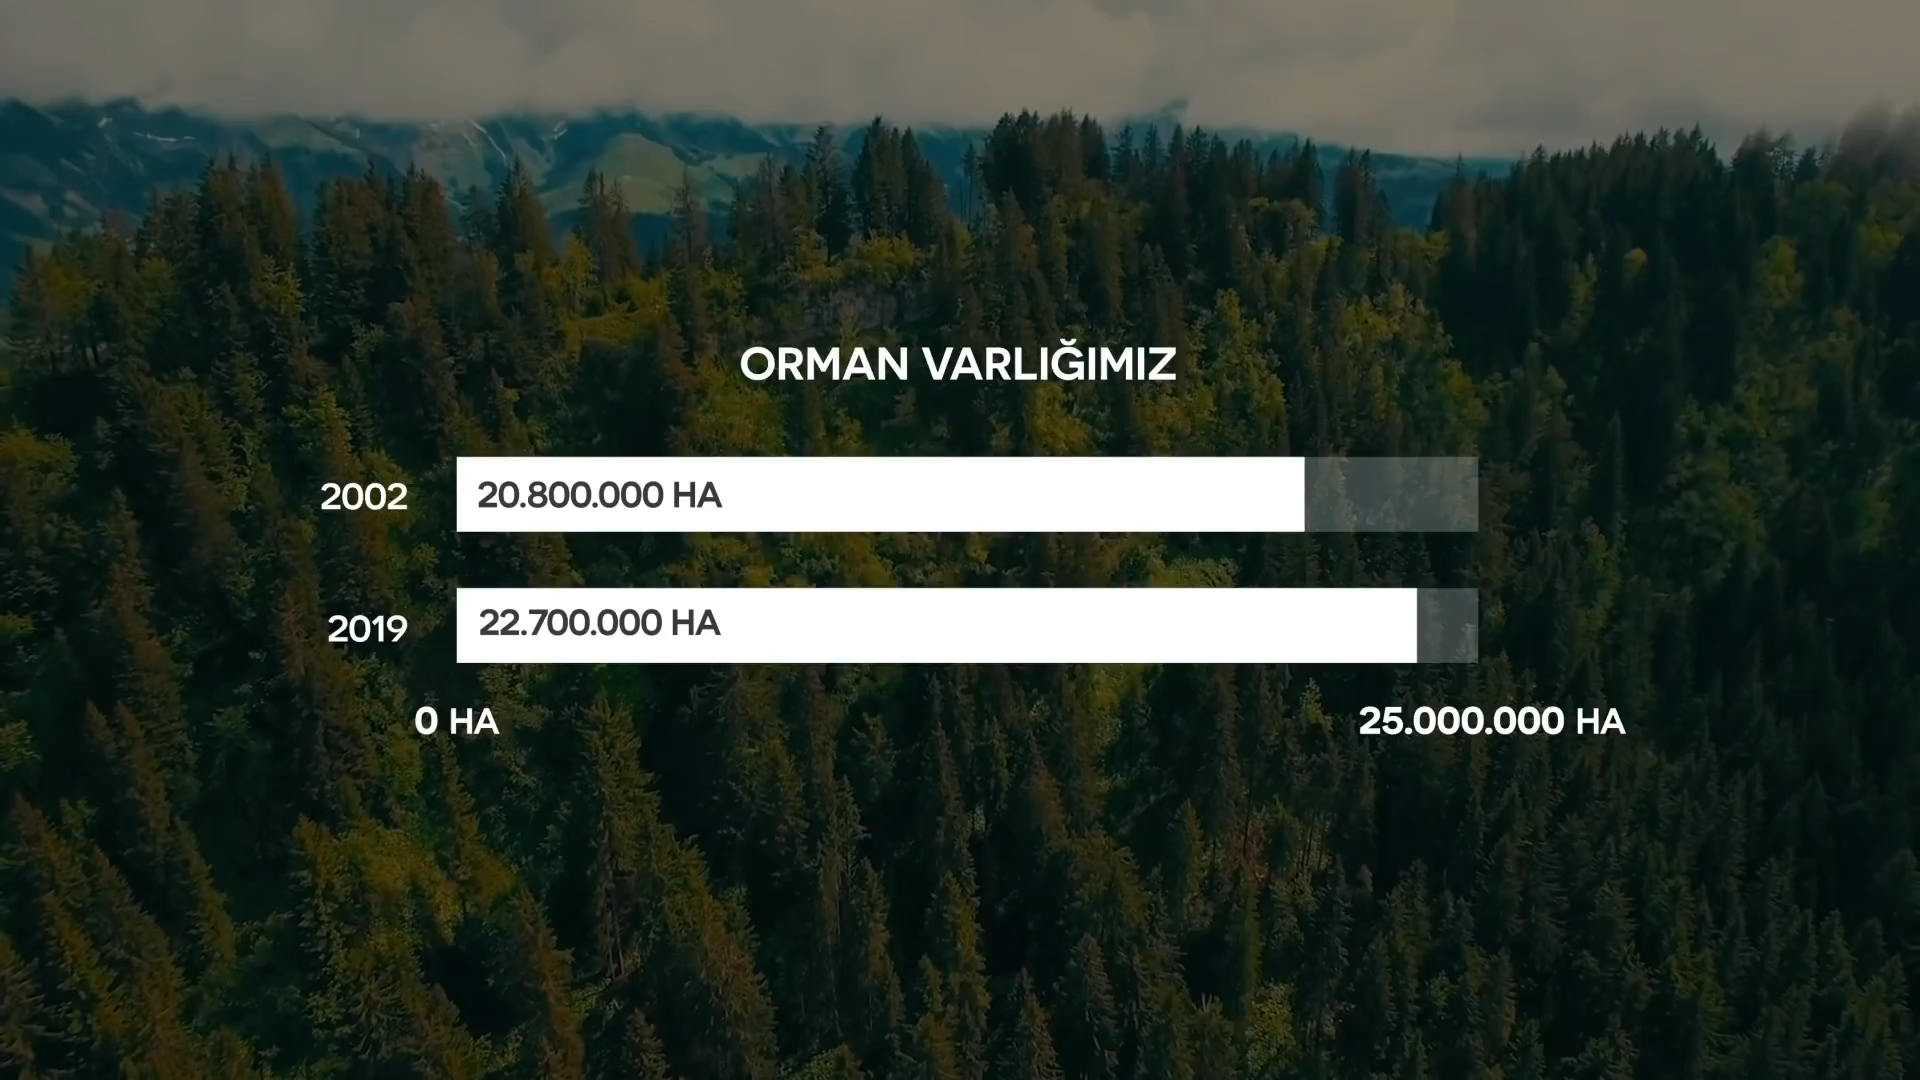 ORMAN VARLIĞIMIZ
2002
20.800.000 HA
2019
22.700.000 HA
0 HA
25.000.000 HA